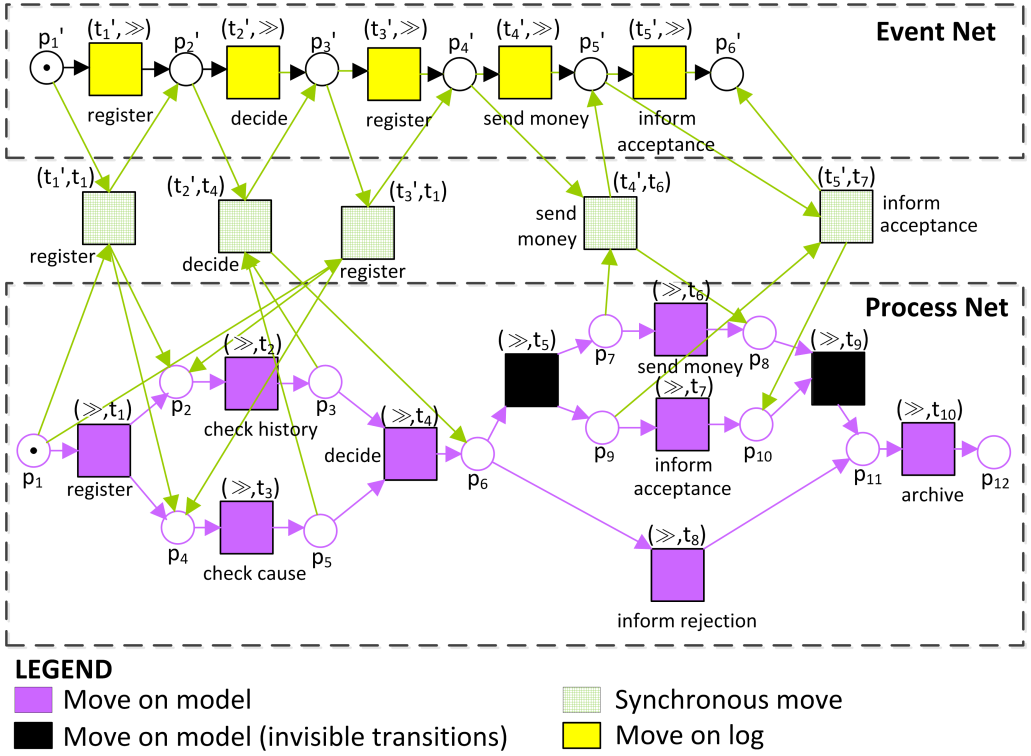 Event Net
p1' (t1',≫) p2' (t2',≫) p3' (t3',≫) p4' (t4',≫) p5' (t5',≫) p6'
register decide register send money inform acceptance
(t1',t1) (t2',t4) (t3',t1) (t4',t6) (t5',t7)
register decide register send money inform acceptance
Process Net
(≫,t6)
(≫,t5) p7 p8 (≫,t9)
(≫,t2) send money
p2 p3 (≫,t7)
(≫,t1) check history (≫,t4) (≫,t10)
p1 decide p6 p9 p10 p11 p12
register inform acceptance archive
(≫,t3)
p4 p5
check cause (≫,t8)
inform rejection
LEGEND
Move on model
Synchronous move
Move on model (invisible transitions)
Move on log